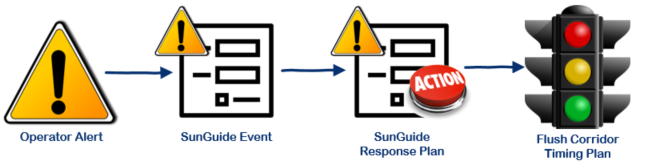 ACTION
Operator Alert
SunGuide Event
SunGuide
Response Plan
Flush Corridor
Timing Plan